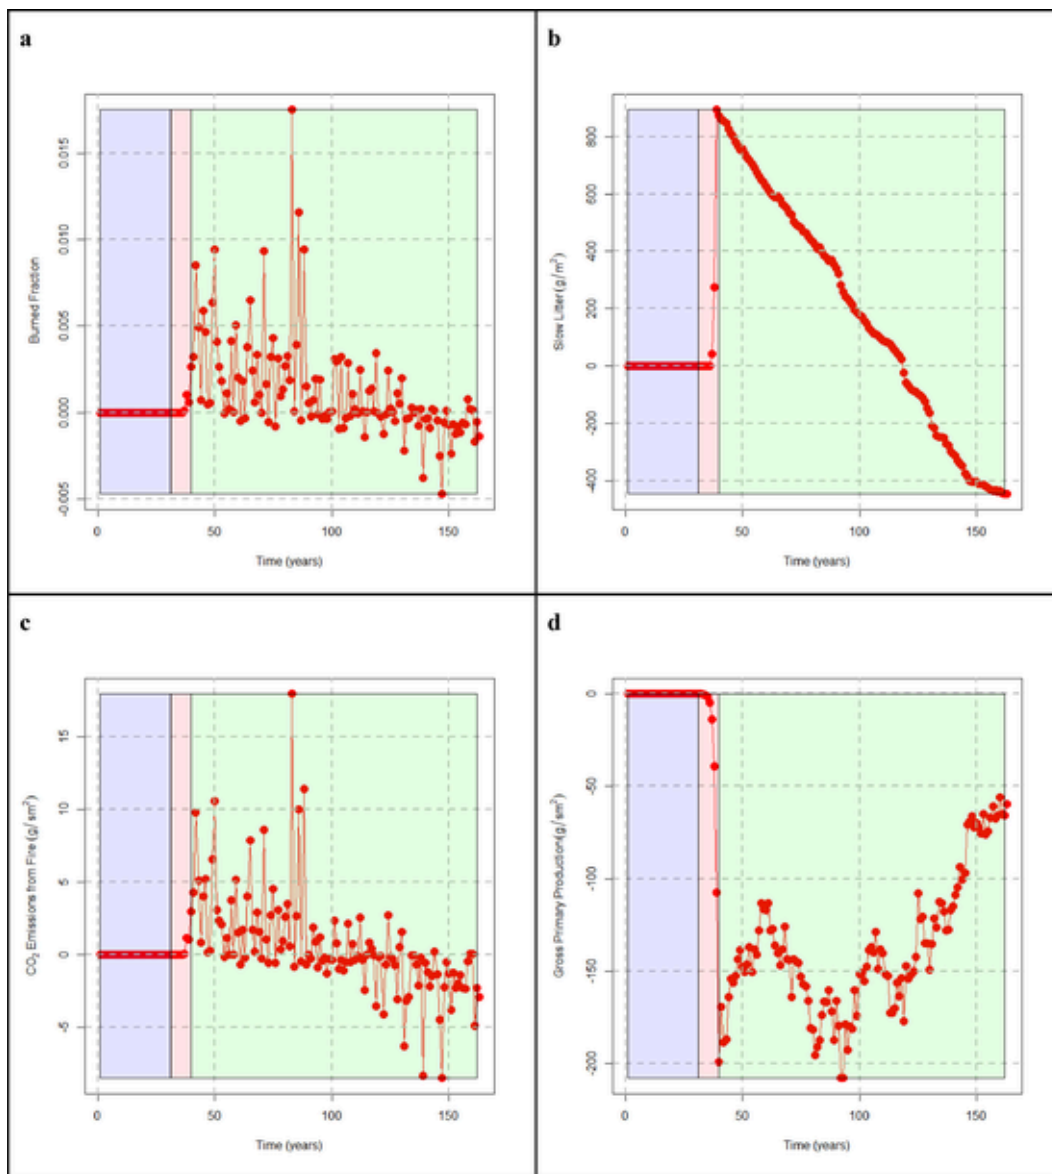 a
0.015
0.010
0.005
0.000
-0.005
Burned Fraction
0 50 100 150
Time (years)
b
800
600
400
200
0
-200
-400
Slow Litter (g/m²)
0 50 100 150
Time (years)
c
15
10
5
0
-5
CO₂ Emissions from Fire (g/sm²)
0 50 100 150
Time (years)
d
0
-50
-100
-150
-200
Gross Primary Production(g/sm²)
0 50 100 150
Time (years)